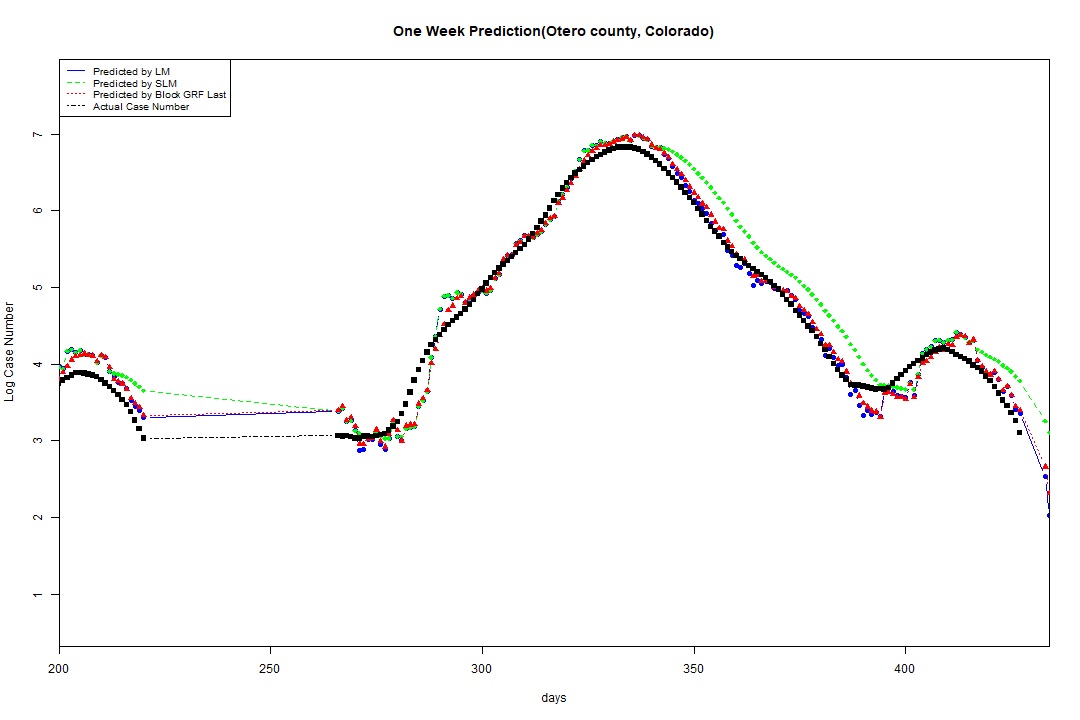 One Week Prediction(Otero county, Colorado)
Predicted by LM
Predicted by SLM
Predicted by Block GRF Last
Actual Case Number
Log Case Number
7
6
5
4
3
2
1
200 250 300 350 400
days